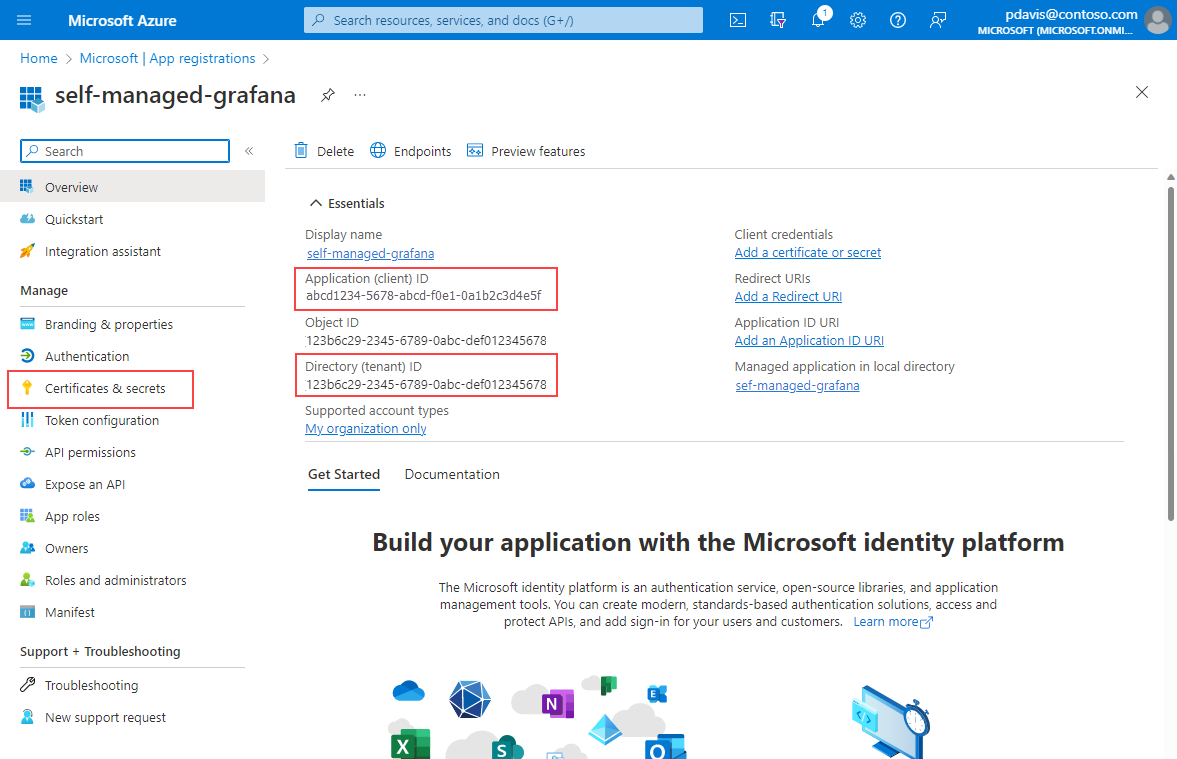 Microsoft Azure
Search resources, services, and docs (G+/)
1
pdavis@contoso.com
MICROSOFT (MICROSOFT.ONMI...
Home > Microsoft | App registrations >
self-managed-grafana
Search
Overview
Quickstart
Integration assistant
Manage
Branding & properties
Authentication
Certificates & secrets
Token configuration
API permissions
Expose an API
App roles
Owners
Roles and administrators
Manifest
Support + Troubleshooting
Troubleshooting
New support request
Delete
Endpoints
Preview features
Essentials
Display name
self-managed-grafana
Application (client) ID
abcd1234-5678-abcd-f0e1-0a1b2c3d4e5f
Object ID
123b6c29-2345-6789-0abc-def012345678
Directory (tenant) ID
123b6c29-2345-6789-0abc-def012345678
Supported account types
My organization only
Client credentials
Add a certificate or secret
Redirect URIs
Add a Redirect URI
Application ID URI
Add an Application ID URI
Managed application in local directory
sef-managed-grafana
Get Started
Documentation
Build your application with the Microsoft identity platform
The Microsoft identity platform is an authentication service, open-source libraries, and application
management tools. You can create modern, standards-based authentication solutions, access and
protect APIs, and add sign-in for your users and customers. Learn more
N
E
X
S
O